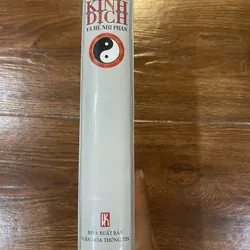 KINH
DỊCH
VÀ HỆ NHỊ PHÂN
NHÀ XUẤT BẢN
VĂN HÓA THÔNG TIN